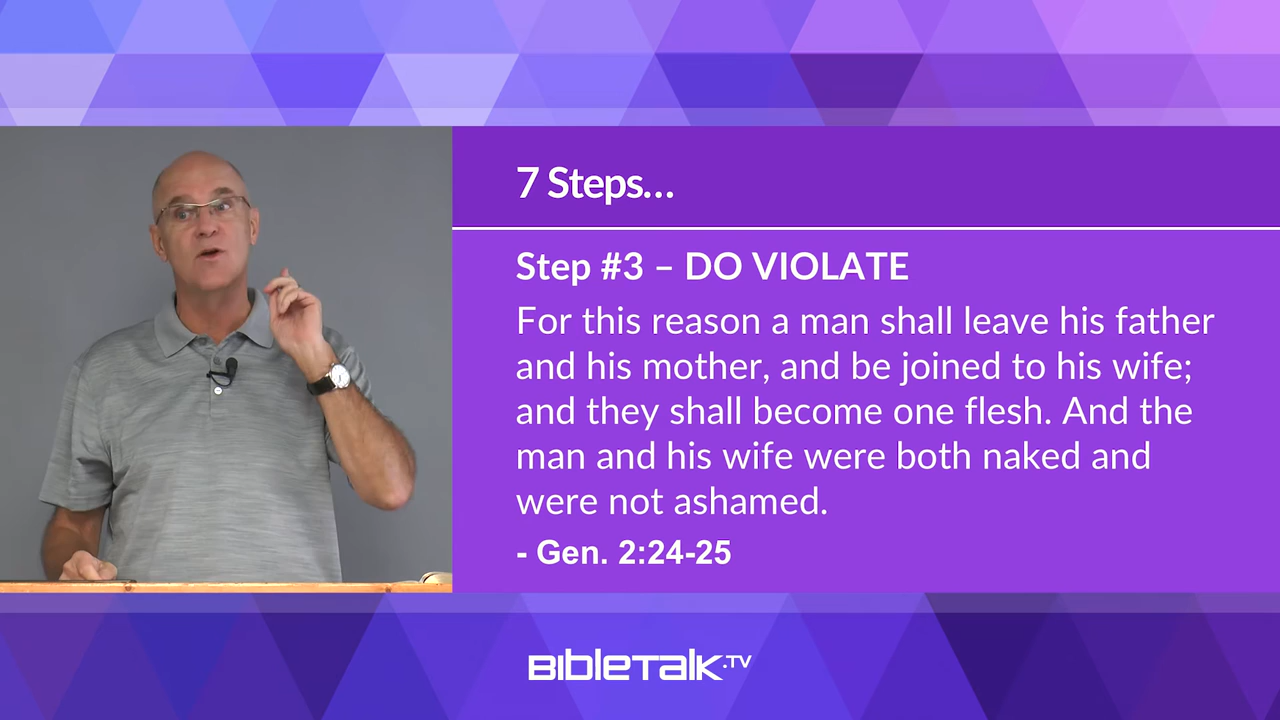 7 Steps...
Step #3 – DO VIOLATE
For this reason a man shall leave his father
and his mother, and be joined to his wife;
and they shall become one flesh. And the
man and his wife were both naked and
were not ashamed.
- Gen. 2:24-25
BIBLETALK.TV